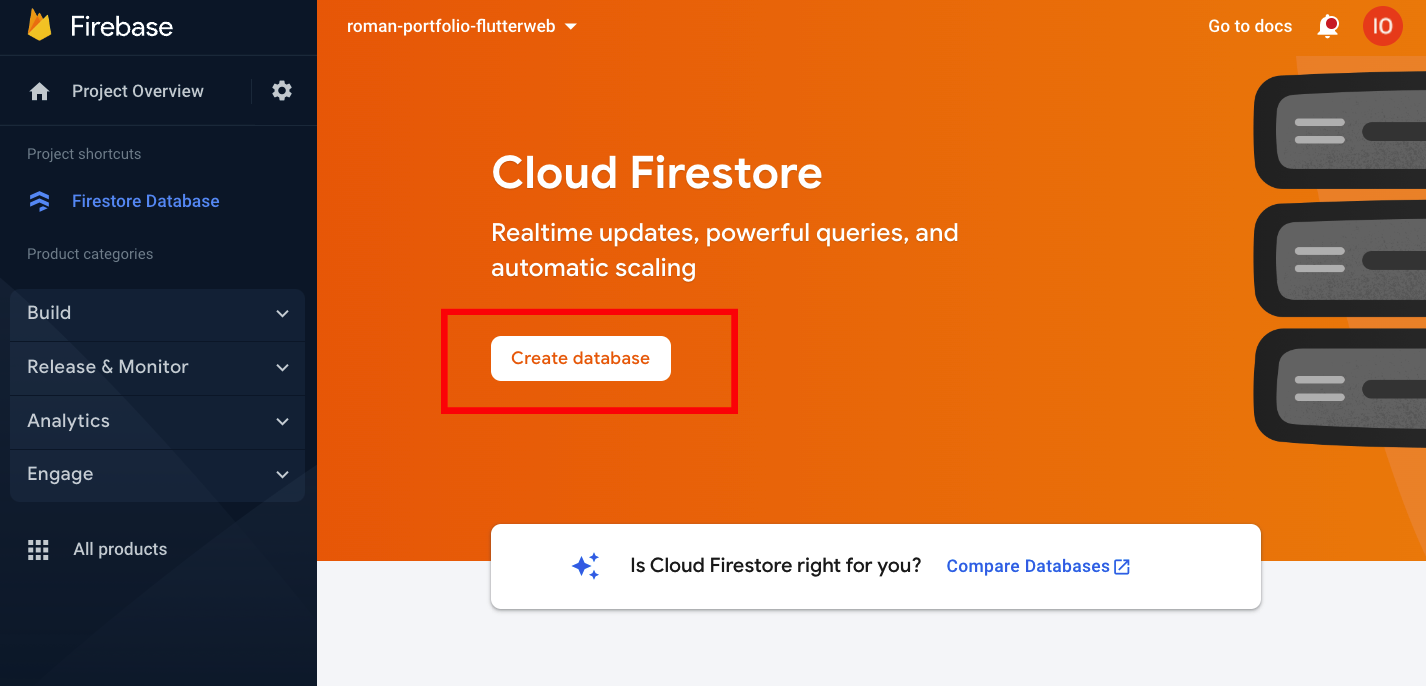 Firebase
Project Overview
Project shortcuts
Firestore Database
Product categories
Build
Release & Monitor
Analytics
Engage
All products
roman-portfolio-flutterweb
Go to docs
IO
Cloud Firestore
Realtime updates, powerful queries, and
automatic scaling
Create database
Is Cloud Firestore right for you?
Compare Databases